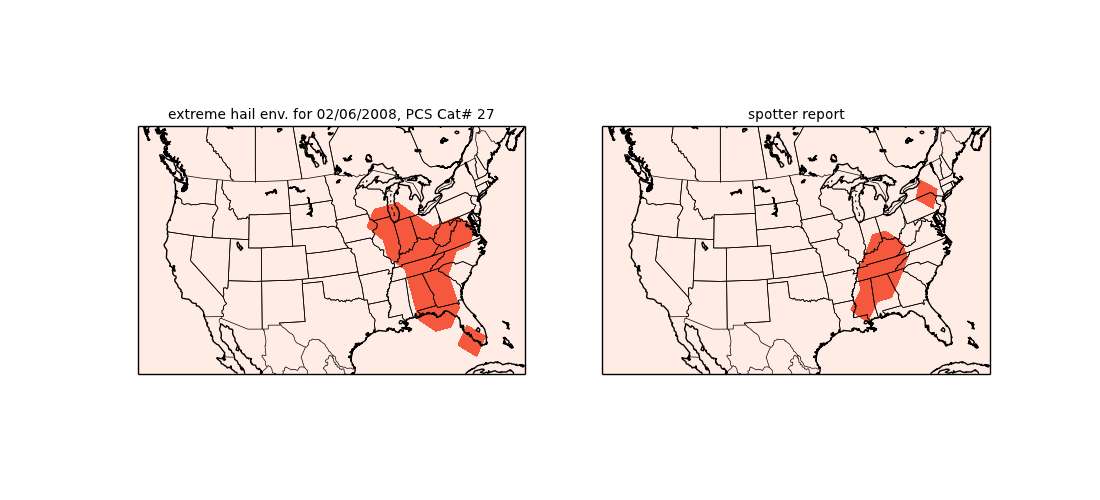 extreme hail env. for 02/06/2008, PCS Cat# 27
spotter report